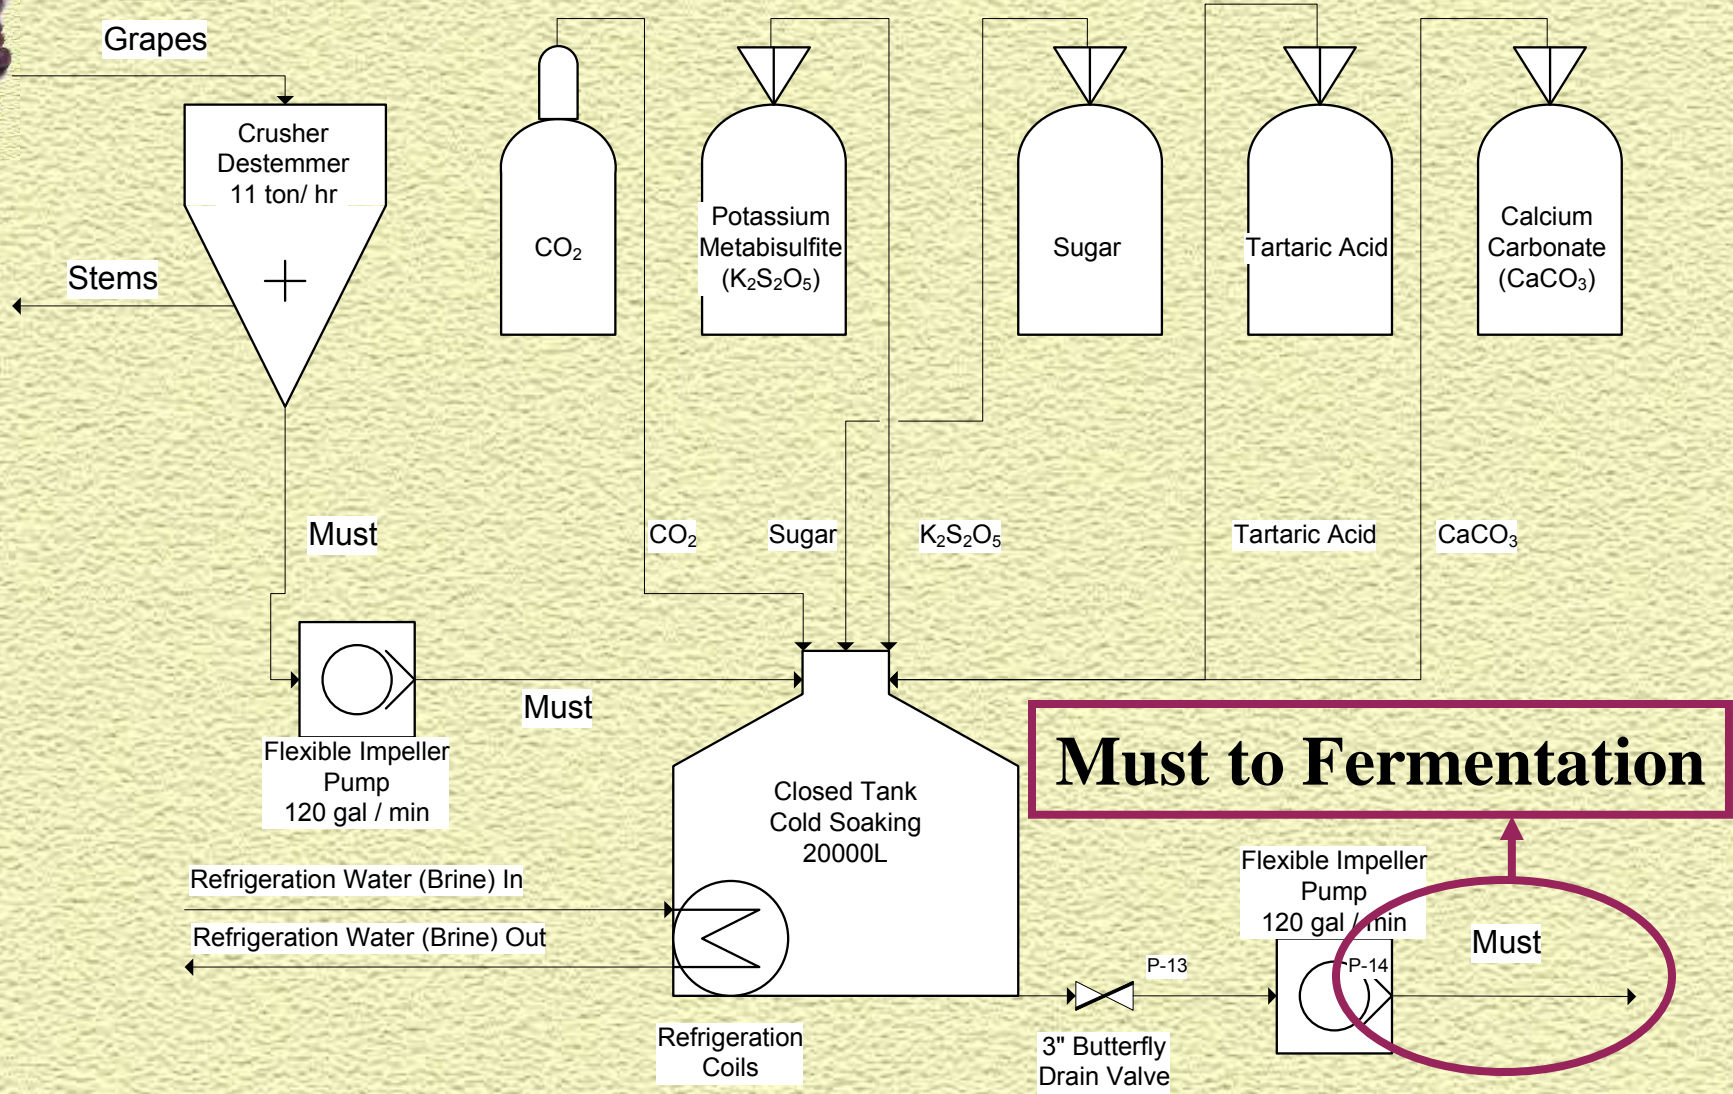 Grapes
Crusher
Destemmer
11 ton/ hr
Stems
CO₂
Potassium
Metabisulfite
(K₂S₂O₅)
Sugar
Tartaric Acid
Calcium
Carbonate
(CaCO₃)
Must
CO₂
Sugar
K₂S₂O₅
Tartaric Acid
CaCO₃
Flexible Impeller
Pump
120 gal / min
Must
Closed Tank
Cold Soaking
20000L
Must to Fermentation
Refrigeration Water (Brine) In
Refrigeration Water (Brine) Out
Refrigeration
Coils
P-13
3" Butterfly
Drain Valve
Flexible Impeller
Pump
120 gal / min
P-14
Must